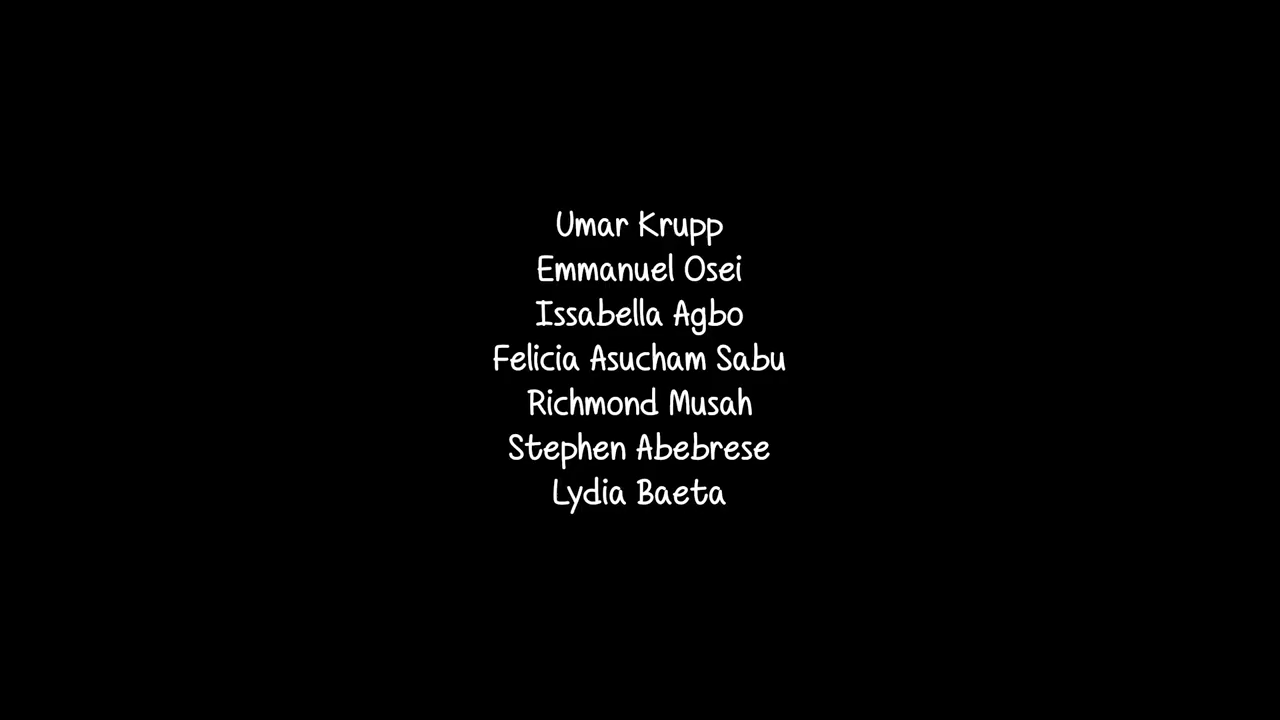 Umar Krupp
Emmanuel Osei
Issabella Agbo
Felicia Asucham Sabu
Richmond Musah
Stephen Abebrese
Lydia Baeta